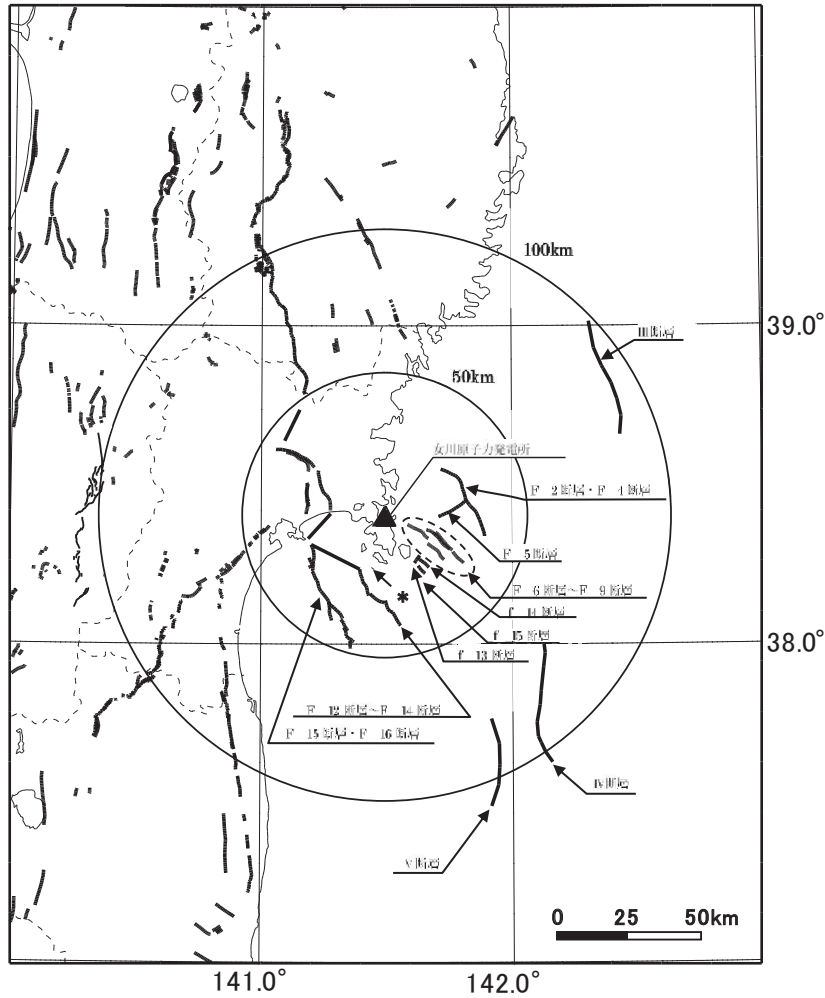 100km
39.0°
III断層
50km
女川原子力発電所
F-2断層・F-4断層
F-5断層
F-6断層~F-9断層
f-14断層
f-15断層
f-13断層
*
38.0°
F-12断層~F-14断層
F-15断層・F-16断層
IV断層
V断層
0 25 50km
141.0° 142.0°